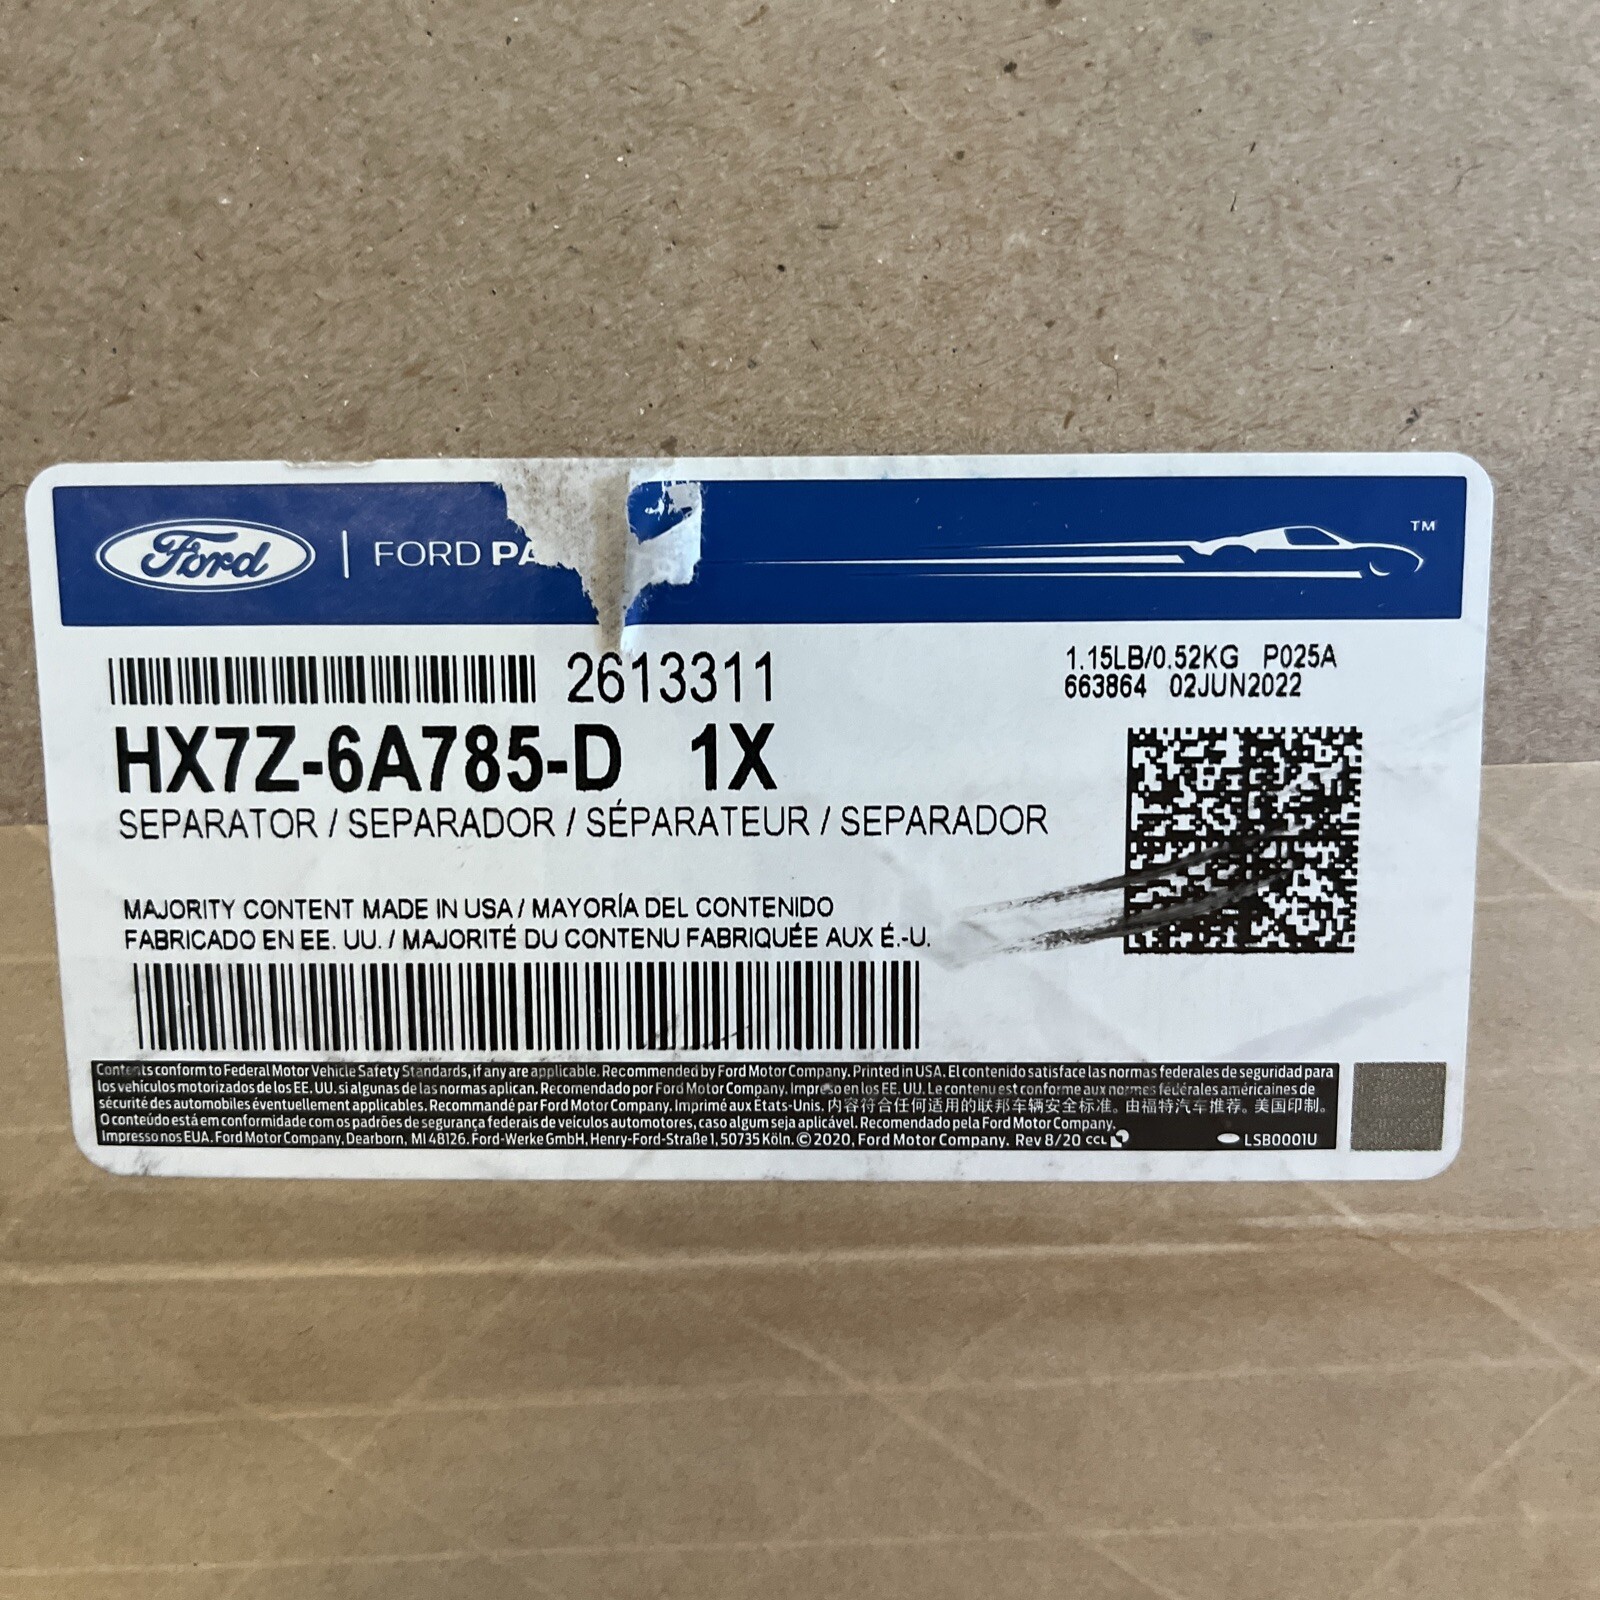 Ford | FORD PA
TM
2613311
1.15LB/0.52KG P025A
663864 02JUN2022
HX7Z-6A785-D 1X
SEPARATOR / SEPARADOR / SÉPARATEUR / SEPARADOR
MAJORITY CONTENT MADE IN USA / MAYORÍA DEL CONTENIDO
FABRICADO EN EE. UU. / MAJORITÉ DU CONTENU FABRIQUÉE AUX É.-U.
Contents conform to Federal Motor Vehicle Safety Standards, if any are applicable. Recommended by Ford Motor Company. Printed in USA. El contenido satisface las normas federales de seguridad para
los vehículos motorizados de los EE. UU. si algunas de las normas aplican. Recomendado por Ford Motor Company. Impreso en los EE. UU. Le contenu est conforme aux normes fédérales américaines de
sécurité des automobiles éventuellement applicables. Recommandé par Ford Motor Company. Imprimé aux États-Unis. 内容符合任何适用的联邦车辆安全标准。由福特汽车推荐。美国印制。
O conteúdo está em conformidade com os padrões de segurança federais de veículos automotores, caso algum seja aplicável. Recomendado pela Ford Motor Company.
Impresso nos EUA. Ford Motor Company, Dearborn, MI 48126. Ford-Werke GmbH, Henry-Ford-Straße 1, 50735 Köln. © 2020, Ford Motor Company. Rev 8/20 CCL LSB0001U